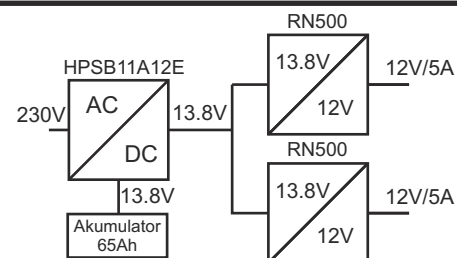 RN500
HPSB11A12E
13.8V
12V/5A
230V
AC
13.8V
12V
DC
RN500
13.8V
13.8V
12V/5A
Akumulator
65Ah
12V